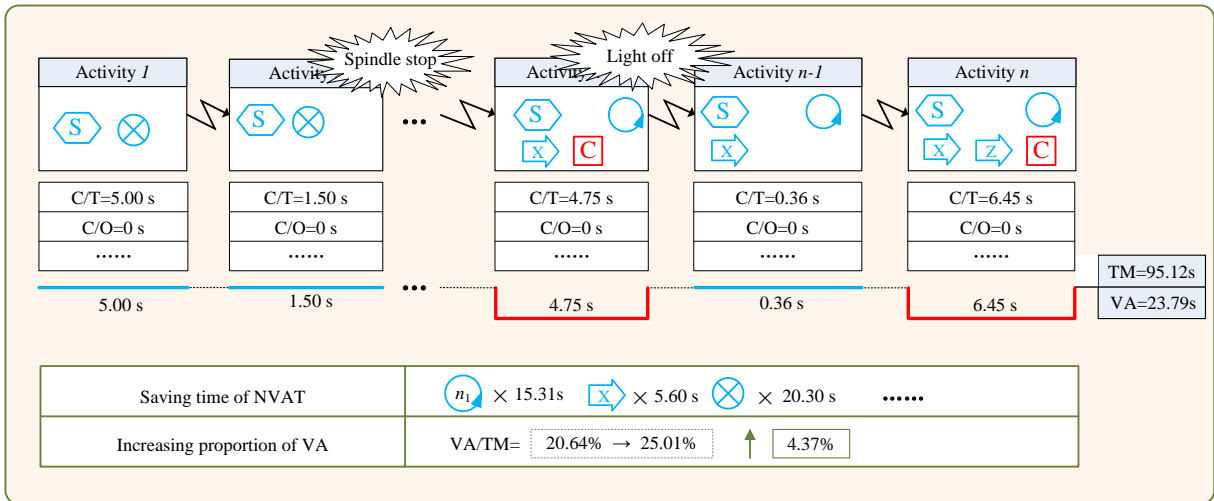 Spindle stop
Light off
Activity 1
Activity
Activity
Activity n-1
Activity n
S
S
...
S
X
C
S
X
S
X
Z
C
C/T=5.00 s
C/T=1.50 s
C/T=4.75 s
C/T=0.36 s
C/T=6.45 s
C/O=0 s
C/O=0 s
C/O=0 s
C/O=0 s
C/O=0 s
......
......
......
......
......
5.00 s
1.50 s
...
4.75 s
0.36 s
6.45 s
TM=95.12s
VA=23.79s
Saving time of NVAT
n1 × 15.31s
X × 5.60 s
× 20.30 s
......
Increasing proportion of VA
VA/TM= 20.64% → 25.01%
4.37%